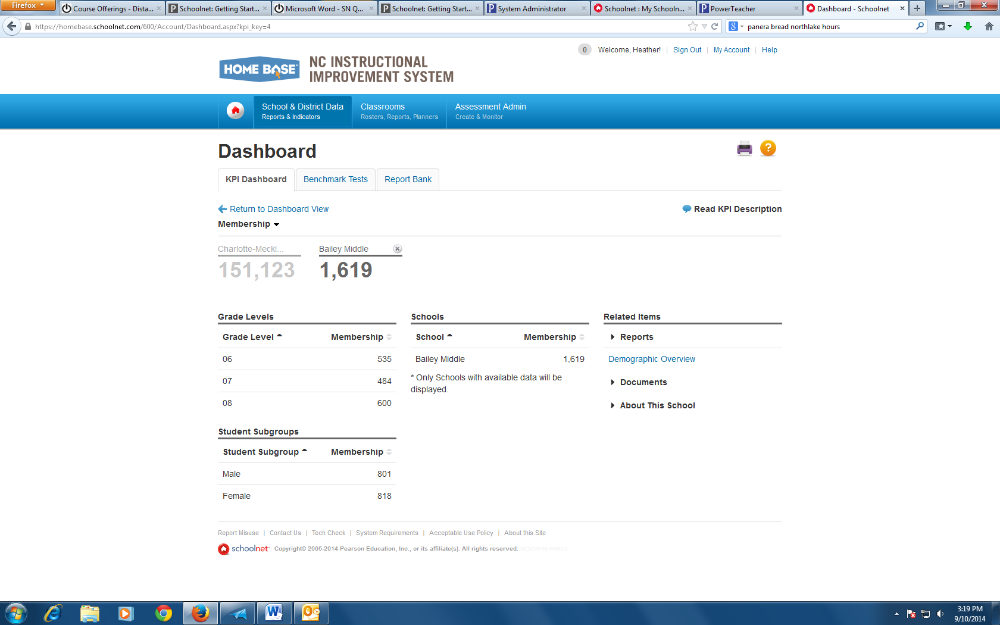 Firefox
Course Offerings - Dista...
Schoolnet: Getting Start...
Microsoft Word - SN Q...
Schoolnet: Getting Start...
System Administrator
Schoolnet : My Schooln...
PowerTeacher
Dashboard - Schoolnet
https://homebase.schoolnet.com/600/Account/Dashboard.aspx?kpi_key=4
panera bread northlake hours
0 Welcome, Heather! | Sign Out | My Account | Help
HOME BASE
NC INSTRUCTIONAL
IMPROVEMENT SYSTEM
School & District Data
Reports & Indicators
Classrooms
Rosters, Reports, Planners
Assessment Admin
Create & Monitor
Dashboard
KPI Dashboard
Benchmark Tests
Report Bank
Return to Dashboard View
Read KPI Description
Membership
Charlotte-Meckl...
151,123
Bailey Middle
1,619
Grade Levels
Grade Level Membership
06 535
07 484
08 600
Student Subgroups
Student Subgroup Membership
Male 801
Female 818
Schools
School Membership
Bailey Middle 1,619
* Only Schools with available data will be
displayed.
Related Items
Reports
Demographic Overview
Documents
About This School
Report Misuse | Contact Us | Tech Check | System Requirements | Acceptable Use Policy | About this Site
schoolnet Copyright© 2005-2014 Pearson Education, Inc., or its affiliate(s). All rights reserved.
3:19 PM
9/10/2014